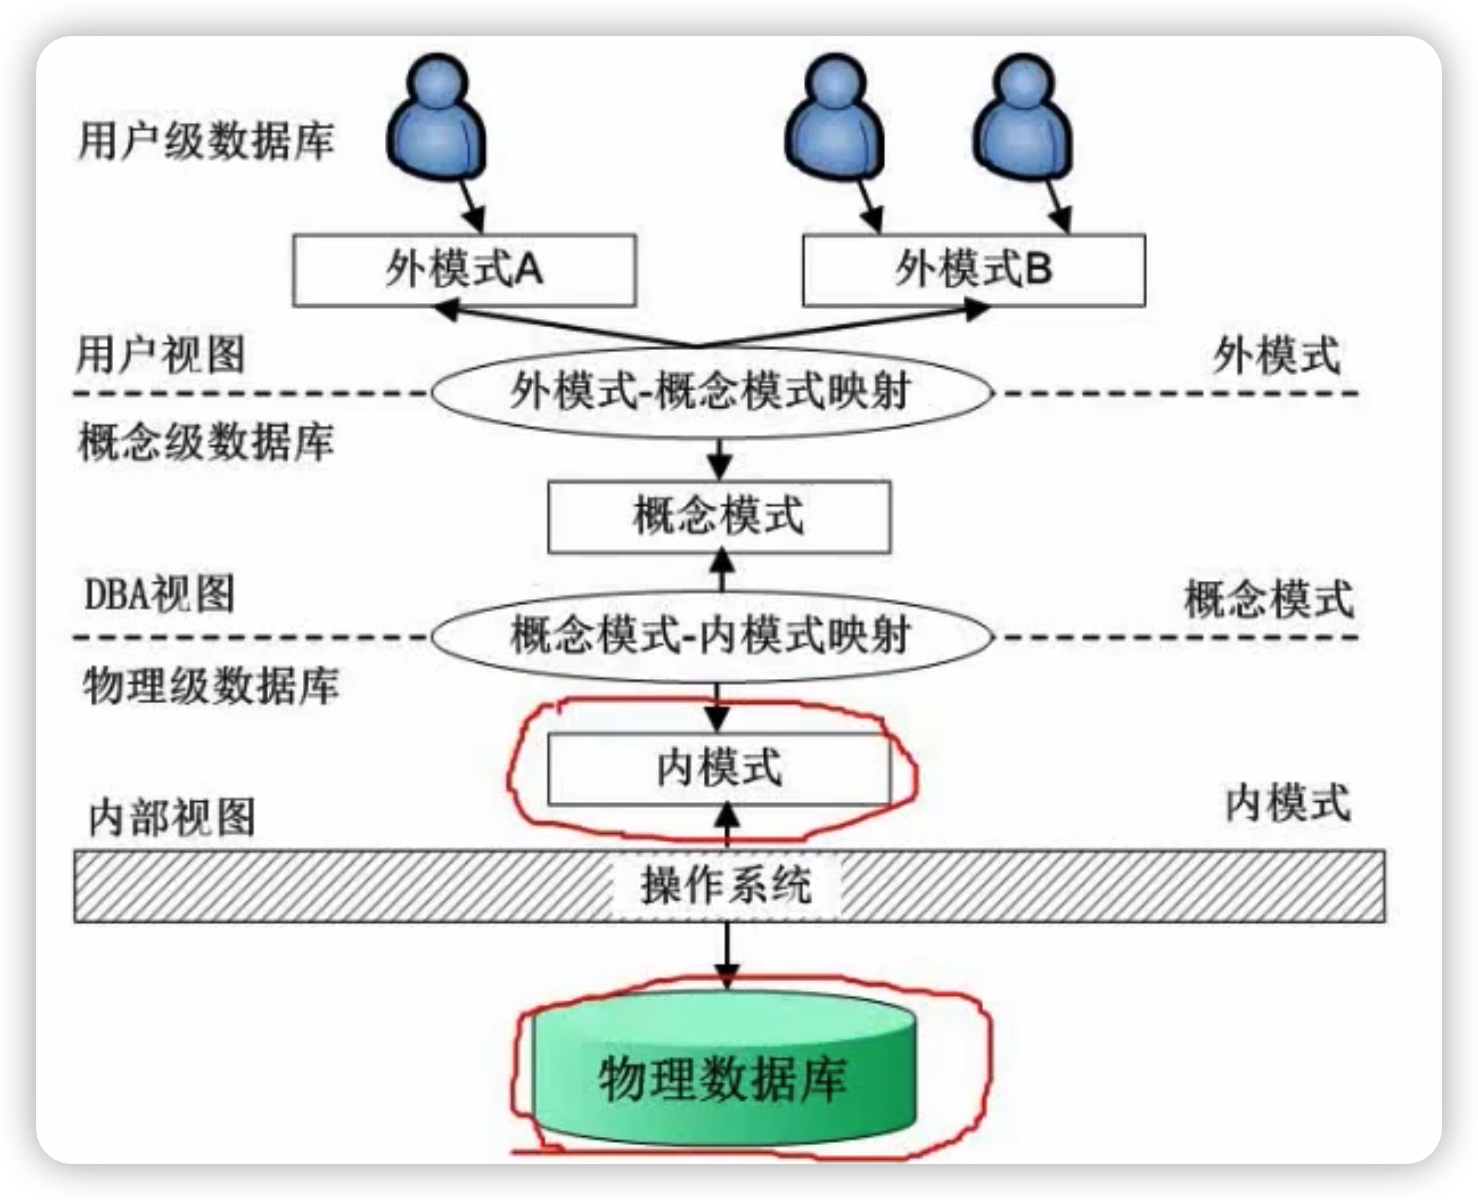 用户级数据库
外模式A
外模式B
用户视图
外模式
外模式-概念模式映射
概念级数据库
概念模式
DBA视图
概念模式
概念模式-内模式映射
物理级数据库
内模式
内部视图
内模式
操作系统
物理数据库